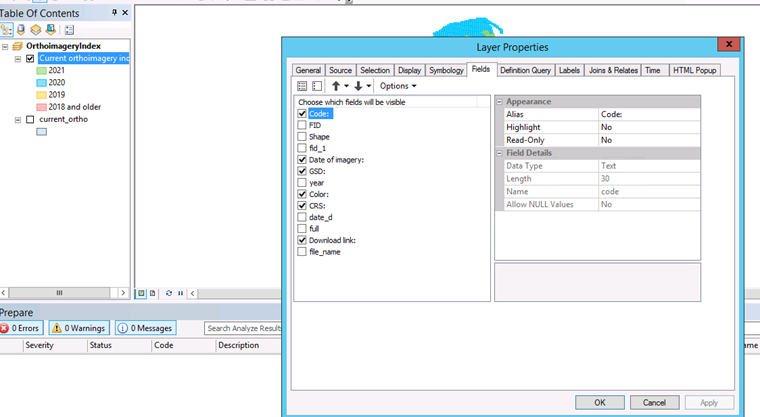 Table Of Contents
OrthoimageryIndex
Current orthoimagery inc
2021
2020
2019
2018 and older
current_ortho
Layer Properties
General Source Selection Display Symbology Fields Definition Query Labels Joins & Relates Time HTML Popup
Options
Choose which fields will be visible
Code:
FID
Shape
fid_1
Date of imagery:
GSD:
year
Color:
CRS:
date_d
full
Download link:
file_name
Appearance
Alias Code:
Highlight No
Read-Only No
Field Details
Data Type Text
Length 30
Name code
Allow NULL Values No
Prepare
0 Errors 0 Warnings 0 Messages Search Analyze Results
Severity Status Code Description ame
OK Cancel Apply